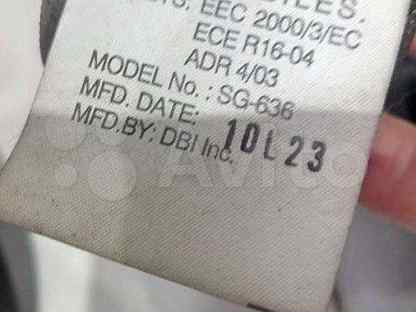 EEC 2000/3/EC
ECE R16-04
ADR 4/03
MODEL No.: SG-636
MFD. DATE: 10L23
MFD.BY: DBI Inc.
Avito